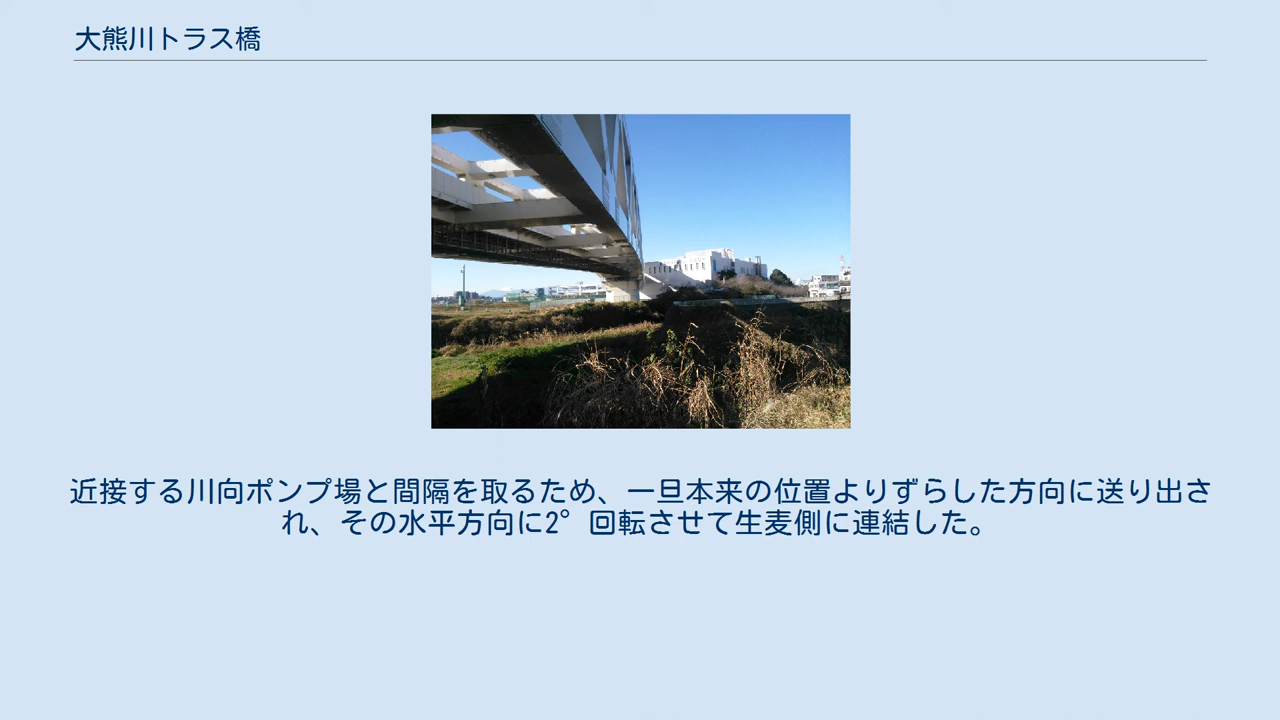 大熊川トラス橋
近接する川向ポンプ場と間隔を取るため、一旦本来の位置よりずらした方向に送り出さ
れ、その水平方向に2°回転させて生麦側に連結した。